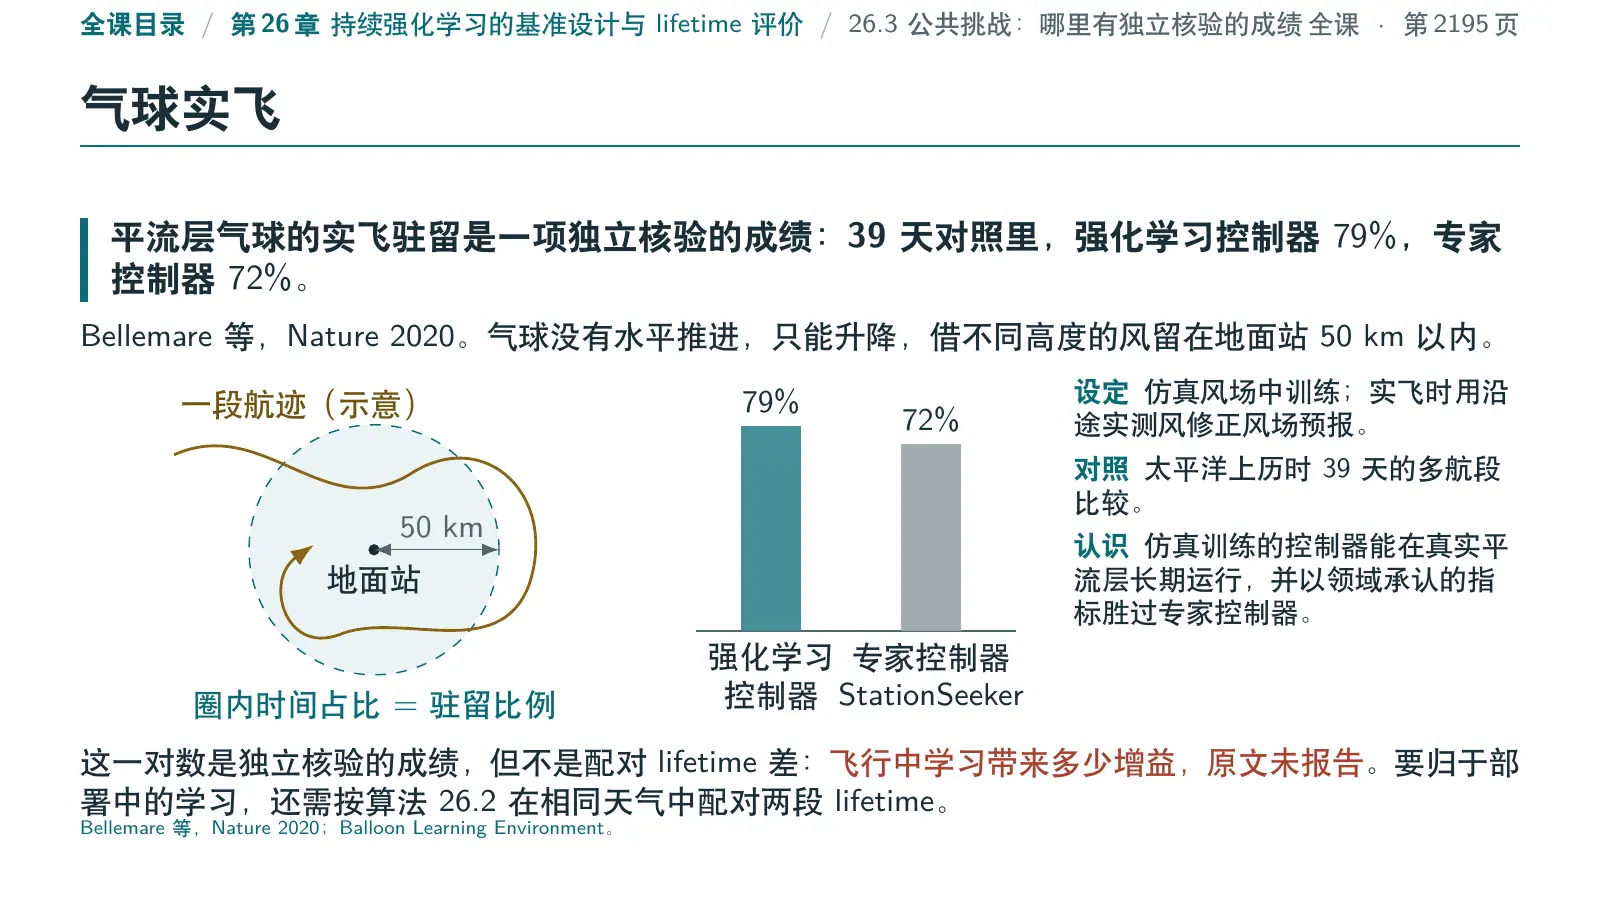 全课目录 / 第 26 章 持续强化学习的基准设计与 lifetime 评价 / 26.3 公共挑战：哪里有独立核验的成绩 全课 · 第 2195 页
气球实飞
平流层气球的实飞驻留是一项独立核验的成绩：39 天对照里，强化学习控制器 79%，专家
控制器 72%。
Bellemare 等，Nature 2020。气球没有水平推进，只能升降，借不同高度的风留在地面站 50 km 以内。
一段航迹（示意）
50 km
地面站
圈内时间占比 = 驻留比例
79%
72%
强化学习
控制器
专家控制器
StationSeeker
设定 仿真风场中训练；实飞时用沿
途实测风修正风场预报。
对照 太平洋上历时 39 天的多航段
比较。
认识 仿真训练的控制器能在真实平
流层长期运行，并以领域承认的指
标胜过专家控制器。
这一对数是独立核验的成绩，但不是配对 lifetime 差：飞行中学习带来多少增益，原文未报告。要归于部
署中的学习，还需按算法 26.2 在相同天气中配对两段 lifetime。
Bellemare 等，Nature 2020；Balloon Learning Environment。